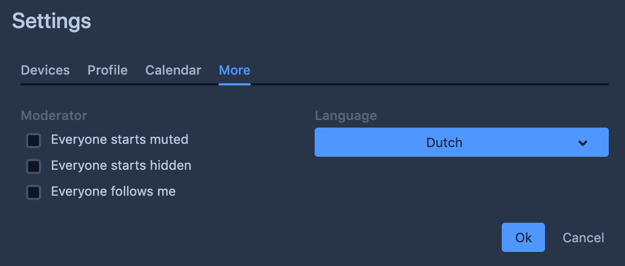 Settings
Devices Profile Calendar More
Moderator
Everyone starts muted
Everyone starts hidden
Everyone follows me
Language
Dutch
Ok Cancel